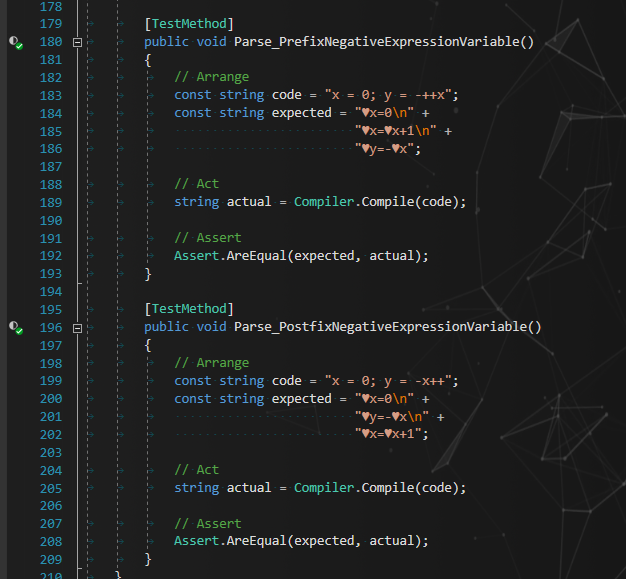 178
179 [TestMethod]
180 public void Parse_PrefixNegativeExpressionVariable()
181 {
182 // Arrange
183 const string code = "x = 0; y = -++x";
184 const string expected = "♥x=0\n" +
185 "♥x=♥x+1\n" +
186 "♥y=-♥x";
187
188 // Act
189 string actual = Compiler.Compile(code);
190
191 // Assert
192 Assert.AreEqual(expected, actual);
193 }
194
195 [TestMethod]
196 public void Parse_PostfixNegativeExpressionVariable()
197 {
198 // Arrange
199 const string code = "x = 0; y = -x++";
200 const string expected = "♥x=0\n" +
201 "♥y=-♥x\n" +
202 "♥x=♥x+1";
203
204 // Act
205 string actual = Compiler.Compile(code);
206
207 // Assert
208 Assert.AreEqual(expected, actual);
209 }
210 }